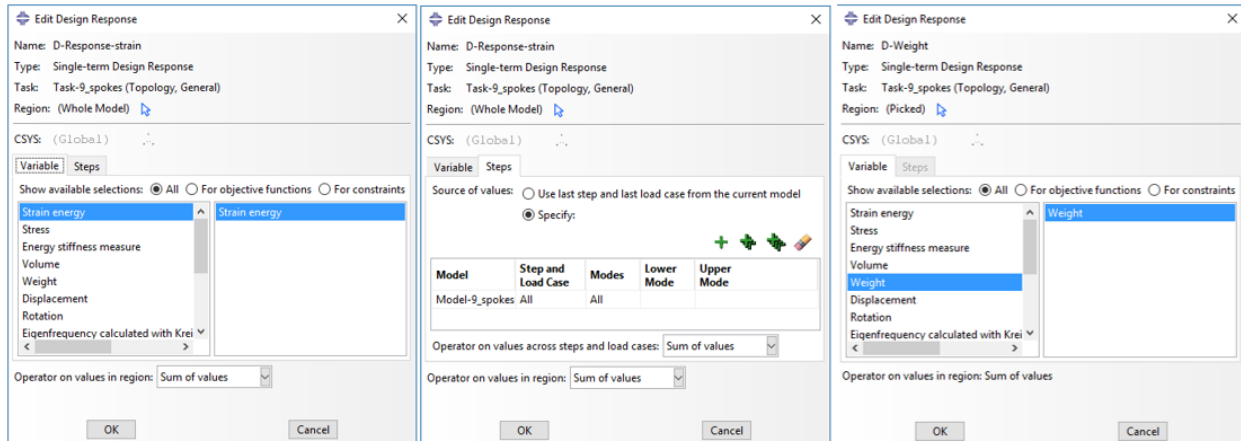 Edit Design Response
Name: D-Response-strain
Type: Single-term Design Response
Task: Task-9_spokes (Topology, General)
Region: (Whole Model)
CSYS: (Global)
Variable Steps
Show available selections: All For objective functions For constraints
Strain energy
Stress
Energy stiffness measure
Volume
Weight
Displacement
Rotation
Eigenfrequency calculated with Krei
Strain energy
Operator on values in region: Sum of values
OK Cancel
Edit Design Response
Name: D-Response-strain
Type: Single-term Design Response
Task: Task-9_spokes (Topology, General)
Region: (Whole Model)
CSYS: (Global)
Variable Steps
Source of values: Use last step and last load case from the current model
Specify:
Model Step and Load Case Modes Lower Mode Upper Mode
Model-9_spokes All All
Operator on values across steps and load cases: Sum of values
Operator on values in region: Sum of values
OK Cancel
Edit Design Response
Name: D-Weight
Type: Single-term Design Response
Task: Task-9_spokes (Topology, General)
Region: (Picked)
CSYS: (Global)
Variable Steps
Show available selections: All For objective functions For constraints
Strain energy
Stress
Energy stiffness measure
Volume
Weight
Displacement
Rotation
Eigenfrequency calculated with Krei
Weight
Operator on values in region: Sum of values
OK Cancel